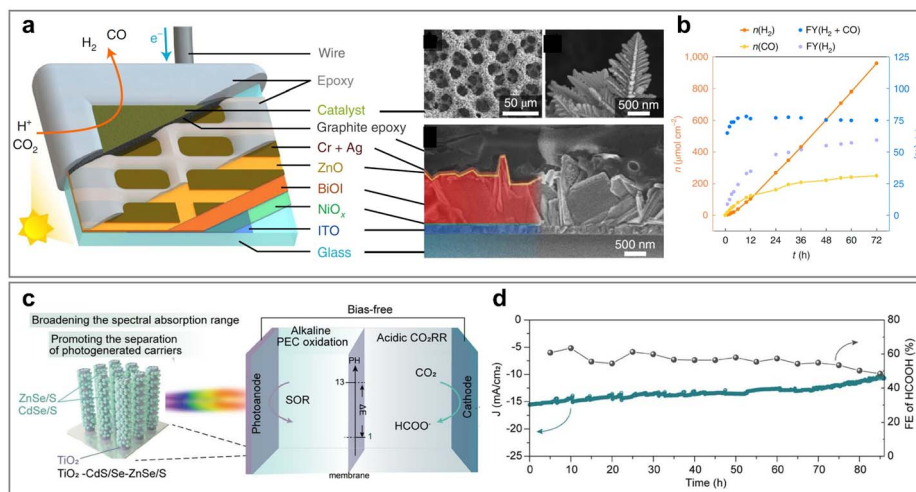 a
H₂
CO
e⁻
H⁺
CO₂
Wire
Epoxy
Catalyst
Graphite epoxy
Cr + Ag
ZnO
BiOI
NiOₓ
ITO
Glass
50 µm
500 nm
500 nm
b
n(H₂)
n(CO)
FY(H₂ + CO)
FY(H₂)
n (µmol cm⁻²)
1,000
800
600
400
200
0
125
100
75
50
25
0
0 12 24 36 48 60 72
t (h)
c
Broadening the spectral absorption range
Promoting the separation
of photogenerated carriers
ZnSe/S
CdSe/S
TiO₂
TiO₂ -CdS/Se-ZnSe/S
Bias-free
Alkaline
PEC oxidation
Acidic CO₂RR
Photoanode
SOR
PH
13
ΔE
1
membrane
CO₂
HCOO⁻
Cathode
d
J (mA/cm₂)
0
-5
-10
-15
-20
-25
80
60
40
20
0
FE of HCOOH (%)
0 10 20 30 40 50 60 70 80
Time (h)